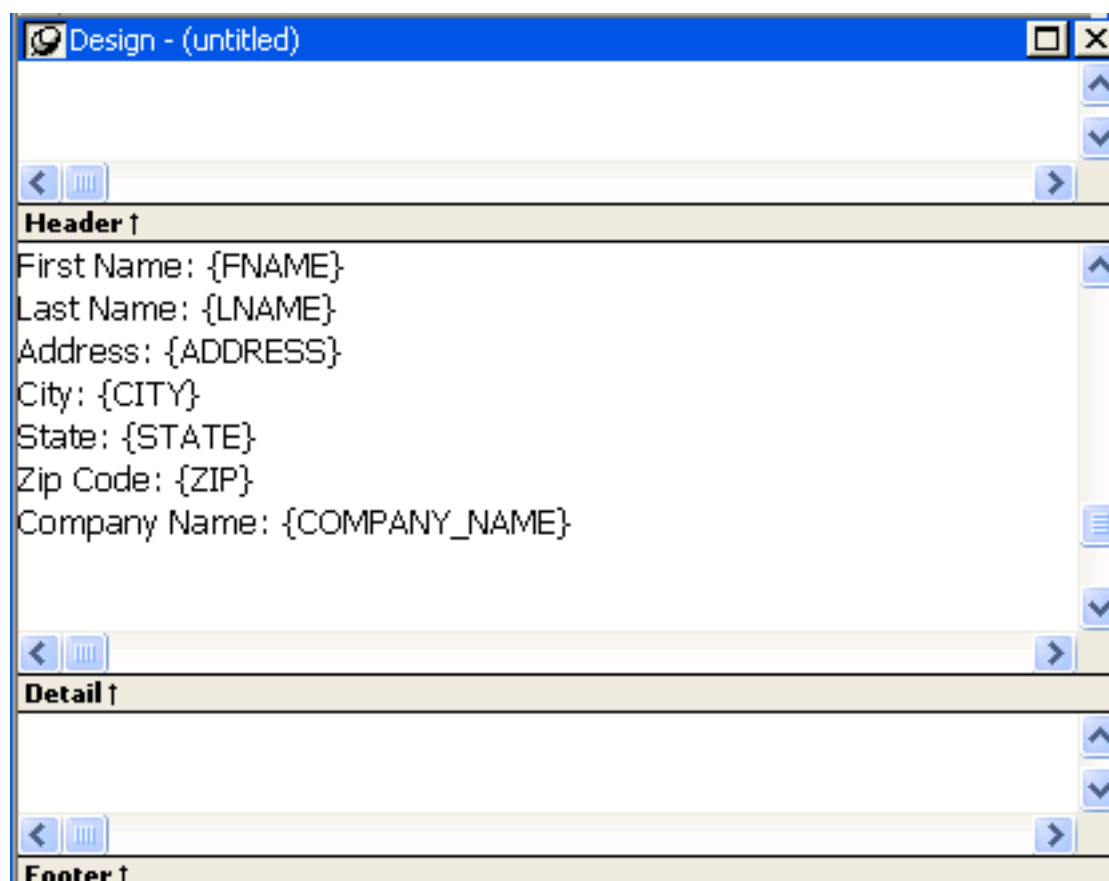 Design - (untitled)
Header ↑
First Name: {FNAME}
Last Name: {LNAME}
Address: {ADDRESS}
City: {CITY}
State: {STATE}
Zip Code: {ZIP}
Company Name: {COMPANY_NAME}
Detail ↑
Footer ↑